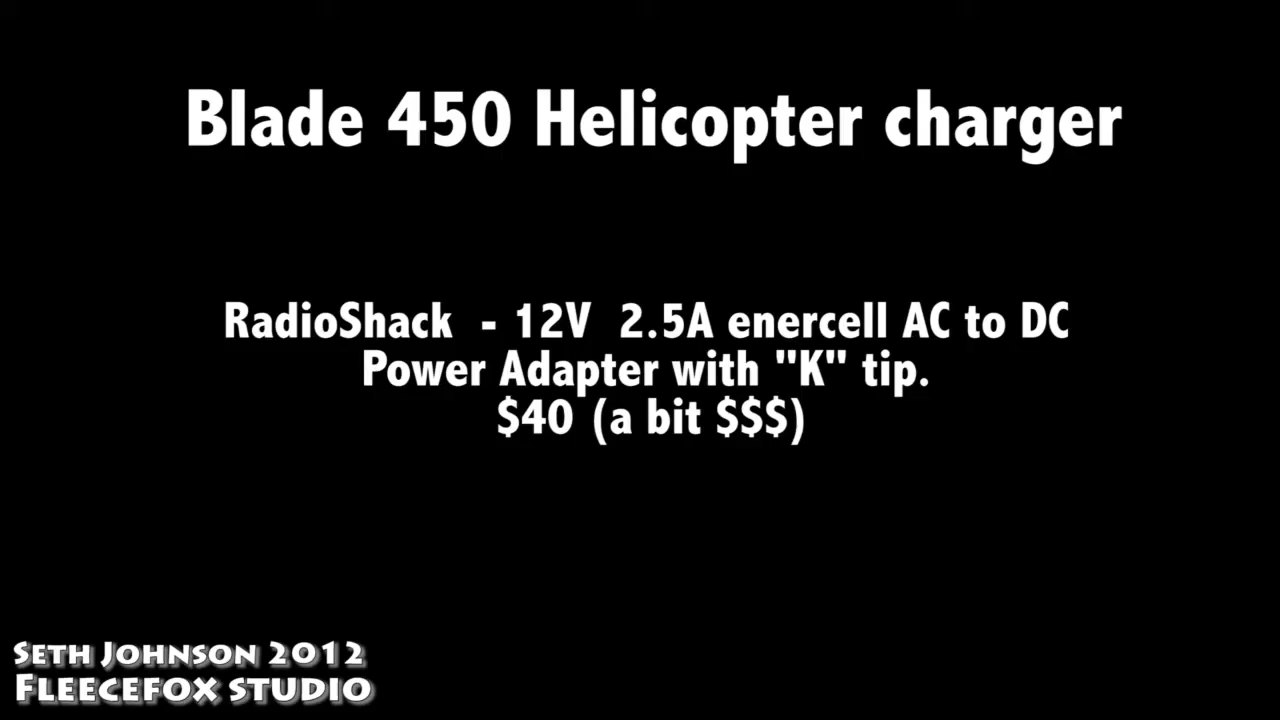 Blade 450 Helicopter charger
RadioShack - 12V 2.5A enercell AC to DC
Power Adapter with "K" tip.
$40 (a bit $$$)
Seth Johnson 2012
Fleecefox studio